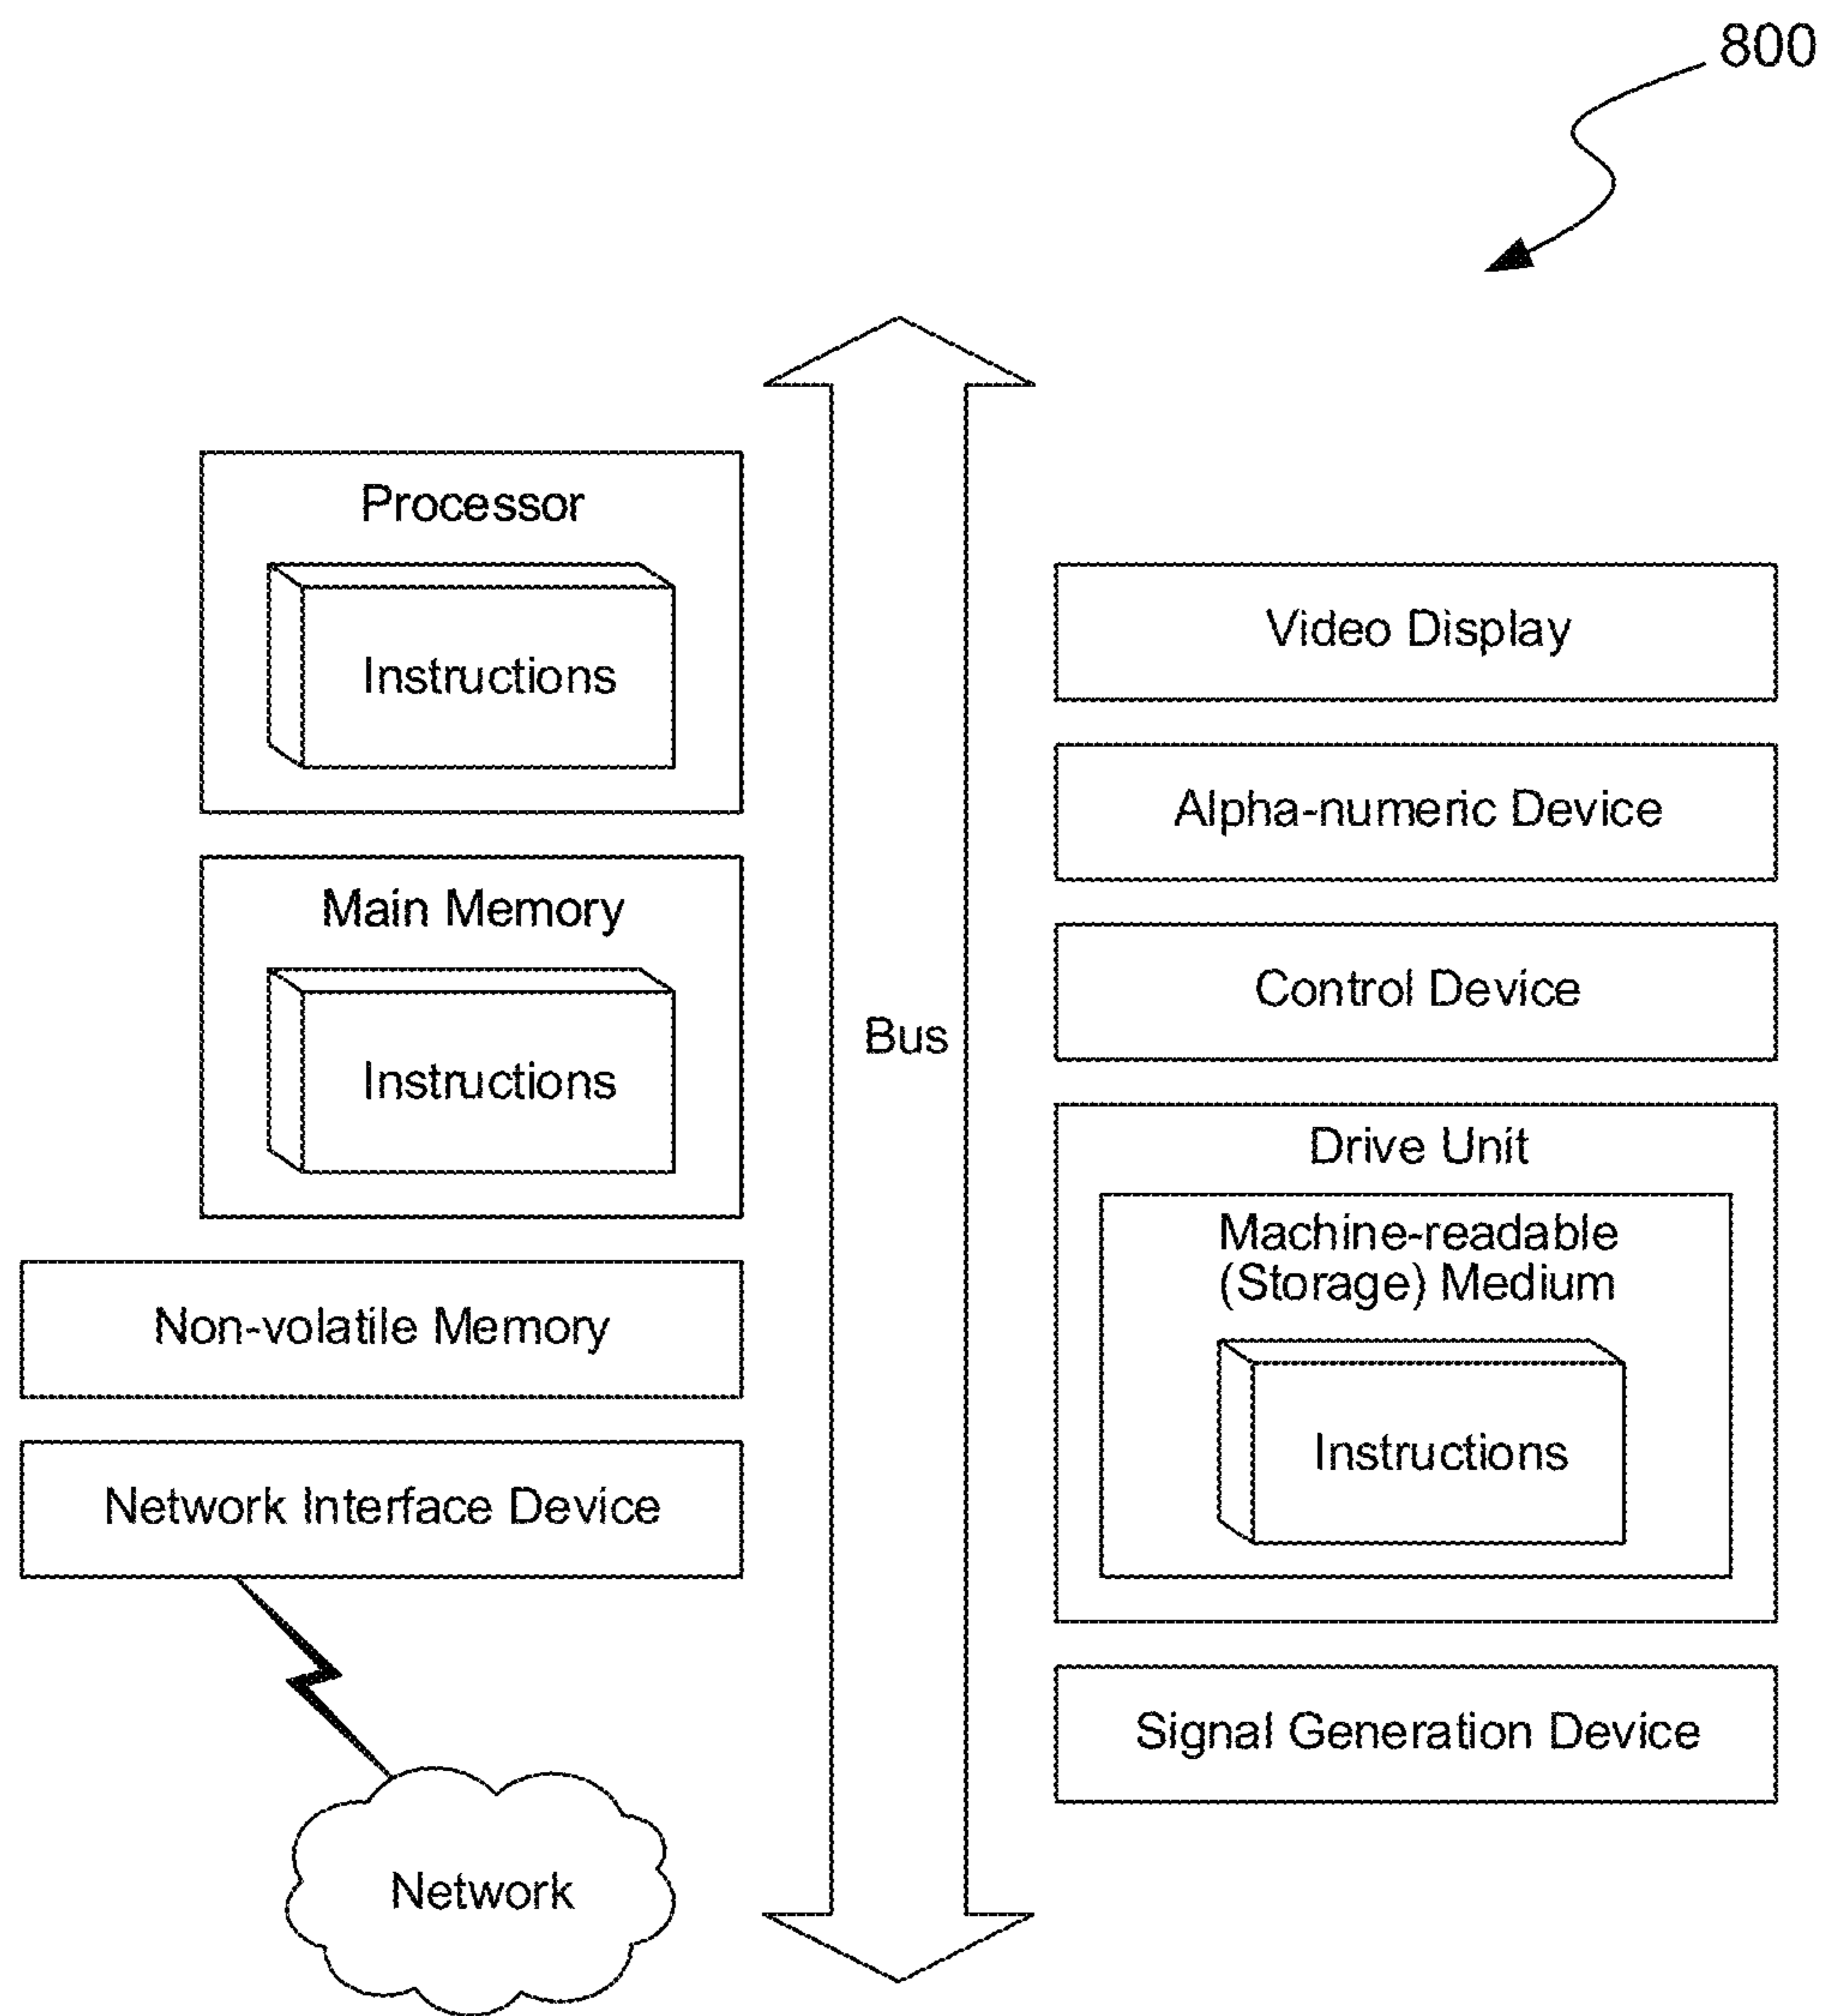 800
Processor
Instructions
Main Memory
Instructions
Non-volatile Memory
Network Interface Device
Network
Bus
Video Display
Alpha-numeric Device
Control Device
Drive Unit
Machine-readable
(Storage) Medium
Instructions
Signal Generation Device